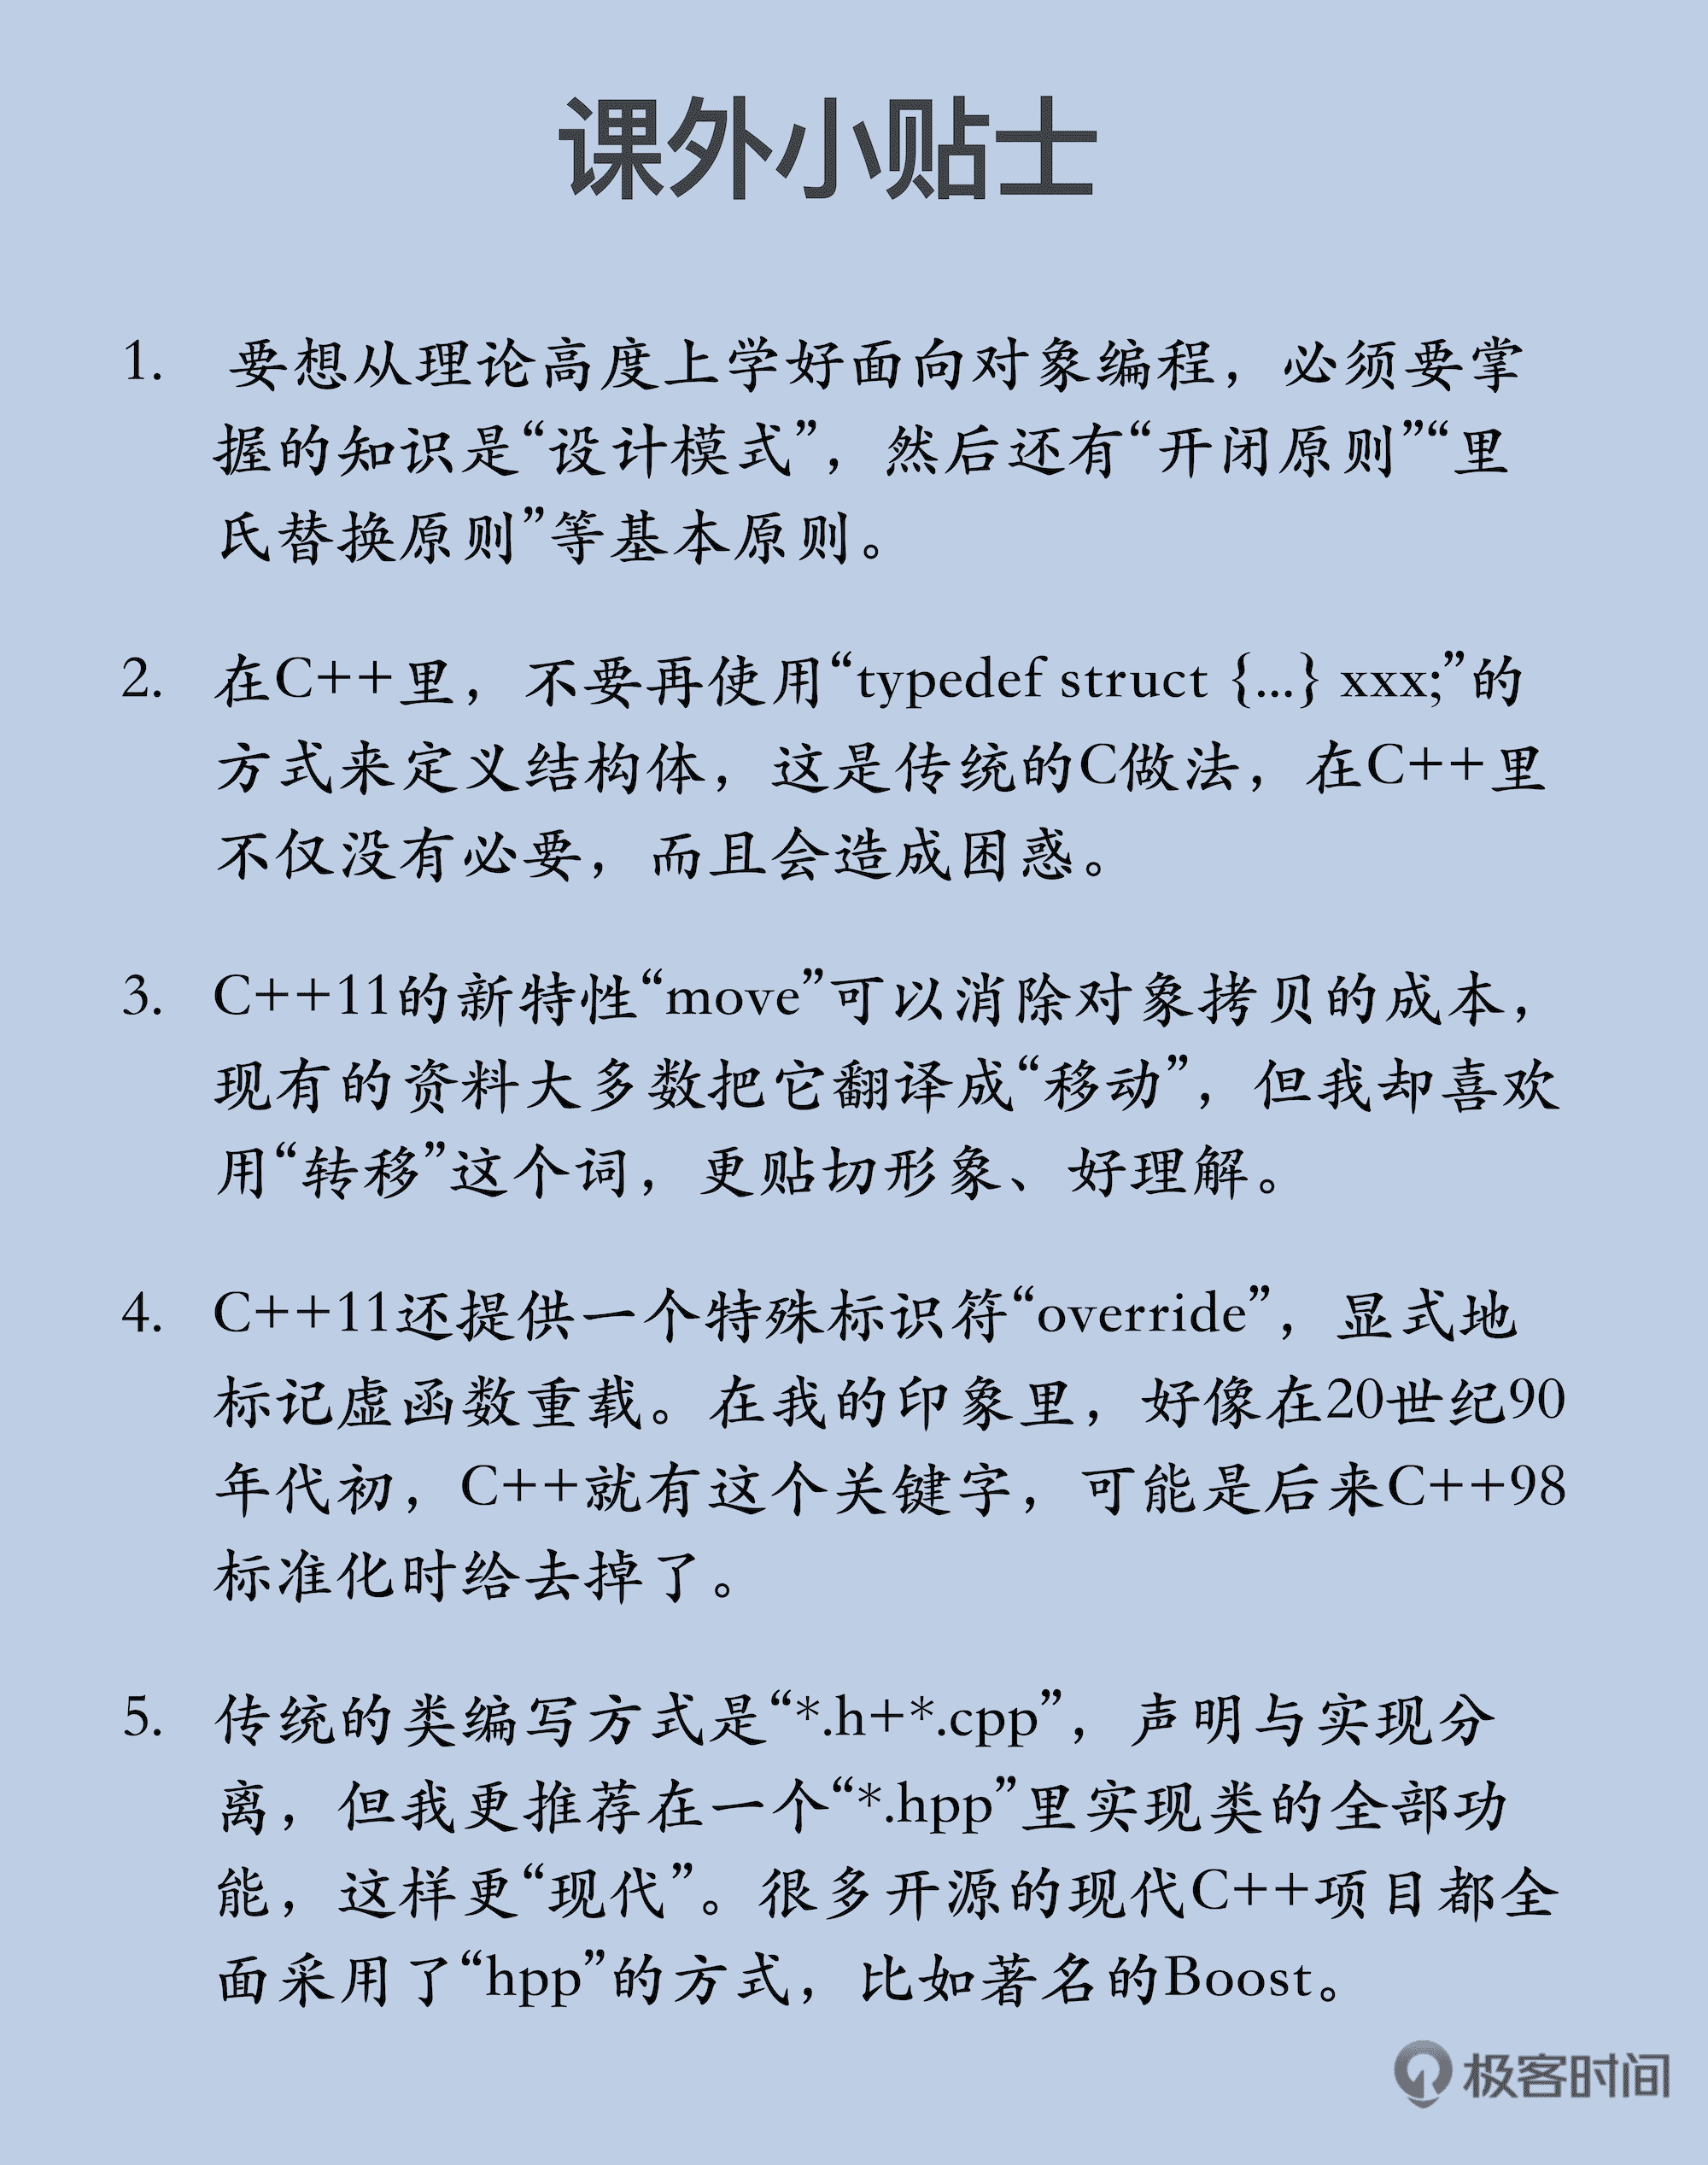 课外小贴士
1. 要想从理论高度上学好面向对象编程，必须要掌
握的知识是“设计模式”，然后还有“开闭原则”“里
氏替换原则”等基本原则。
2. 在C++里，不要再使用“typedef struct {...} xxx;”的
方式来定义结构体，这是传统的C做法，在C++里
不仅没有必要，而且会造成困惑。
3. C++11的新特性“move”可以消除对象拷贝的成本，
现有的资料大多数把它翻译成“移动”，但我却喜欢
用“转移”这个词，更贴切形象、好理解。
4. C++11还提供一个特殊标识符“override”，显式地
标记虚函数重载。在我的印象里，好像在20世纪90
年代初，C++就有这个关键字，可能是后来C++98
标准化时给去掉了。
5. 传统的类编写方式是“*.h+*.cpp”，声明与实现分
离，但我更推荐在一个“*.hpp”里实现类的全部功
能，这样更“现代”。很多开源的现代C++项目都全
面采用了“hpp”的方式，比如著名的Boost。
极客时间